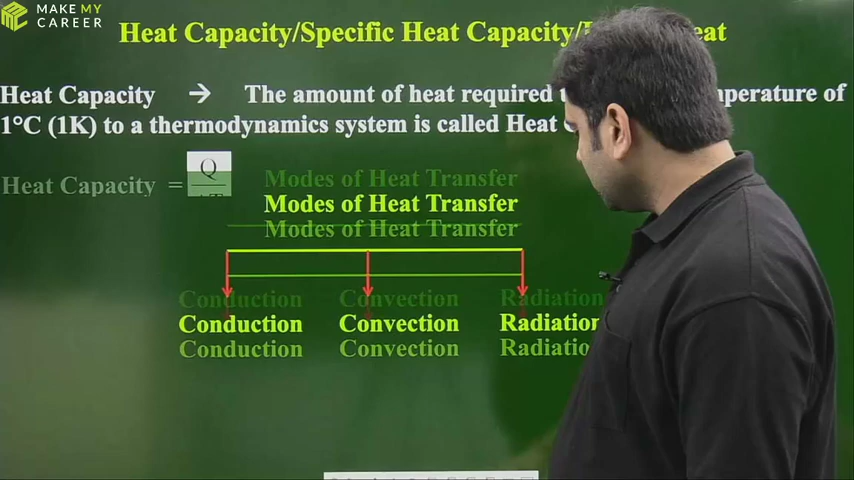 MAKE MY
CAREER
Heat Capacity/Specific Heat Capacity/ eat
Heat Capacity → The amount of heat required perature of
1°C (1K) to a thermodynamics system is called Heat
Heat Capacity = Q
Modes of Heat Transfer
Modes of Heat Transfer
Modes of Heat Transfer
Conduction Convection Radiation
Conduction Convection Radiation
Conduction Convection Radiatio